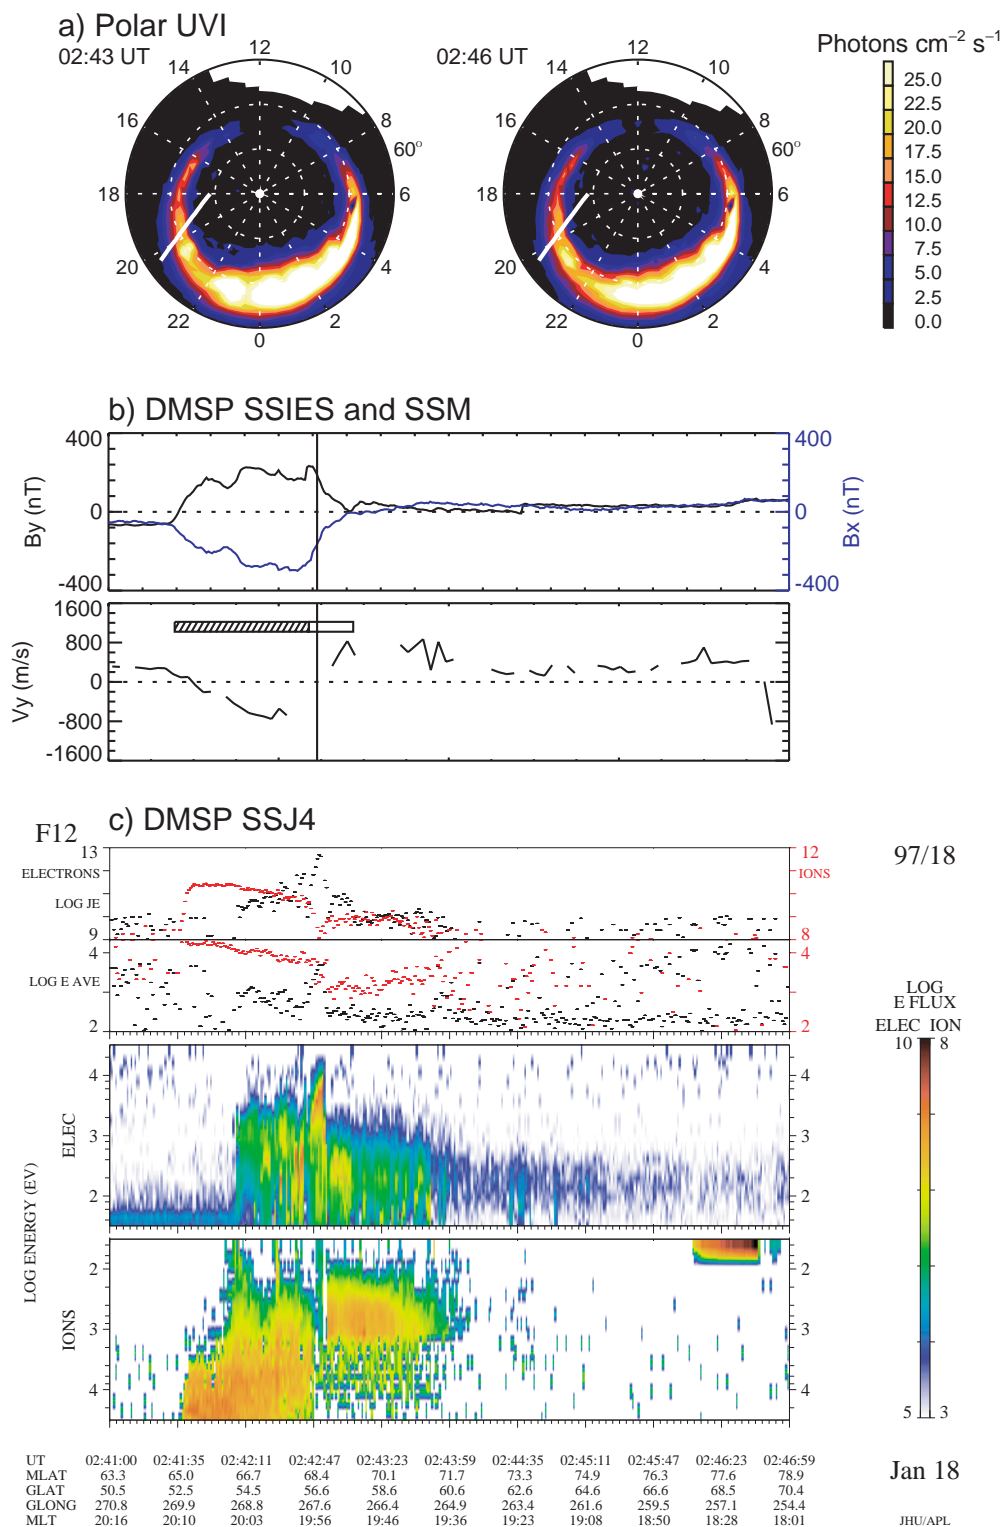 a) Polar UVI
02:43 UT
02:46 UT
Photons cm⁻² s⁻¹
12
14
10
16
8
60°
18
6
20
4
22
2
0
12
14
10
16
8
60°
18
6
20
4
22
2
0
25.0
22.5
20.0
17.5
15.0
12.5
10.0
7.5
5.0
2.5
0.0
b) DMSP SSIES and SSM
400
0
-400
By (nT)
400
0
-400
Bx (nT)
1600
800
0
-800
-1600
Vy (m/s)
F12
c) DMSP SSJ4
97/18
13
ELECTRONS
LOG JE
9
12
IONS
8
4
LOG E AVE
2
4
2
LOG
E FLUX
ELEC ION
10 8
5 3
LOG ENERGY (EV)
ELEC
4
3
2
4
3
2
IONS
2
3
4
2
3
4
UT 02:41:00 02:41:35 02:42:11 02:42:47 02:43:23 02:43:59 02:44:35 02:45:11 02:45:47 02:46:23 02:46:59
MLAT 63.3 65.0 66.7 68.4 70.1 71.7 73.3 74.9 76.3 77.6 78.9
GLAT 50.5 52.5 54.5 56.6 58.6 60.6 62.6 64.6 66.6 68.5 70.4
GLONG 270.8 269.9 268.8 267.6 266.4 264.9 263.4 261.6 259.5 257.1 254.4
MLT 20:16 20:10 20:03 19:56 19:46 19:36 19:23 19:08 18:50 18:28 18:01
Jan 18
JHU/APL